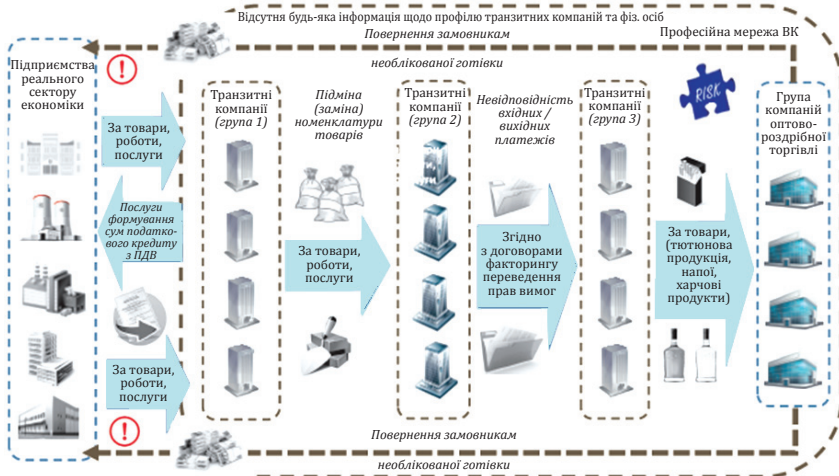 Відсутня будь-яка інформація щодо профілю транзитних компаній та фіз. осіб
Повернення замовникам
необлікованої готівки
Професійна мережа ВК
Підприємства
реального
сектору
економіки
За товари,
роботи,
послуги
Послуги
формування
сум податко-
вого кредиту
з ПДВ
За товари,
роботи,
послуги
Транзитні
компанії
(група 1)
Підміна
(заміна)
номенклатури
товарів
За товари,
роботи,
послуги
Транзитні
компанії
(група 2)
Невідповідність
вхідних /
вихідних
платежів
Згідно
з договорами
факторингу
переведення
прав вимог
Транзитні
компанії
(група 3)
RISK
За товари,
(тютюнова
продукція,
напої,
харчові
продукти)
Група
компаній
оптово-
роздрібної
торгівлі
Повернення замовникам
необлікованої готівки